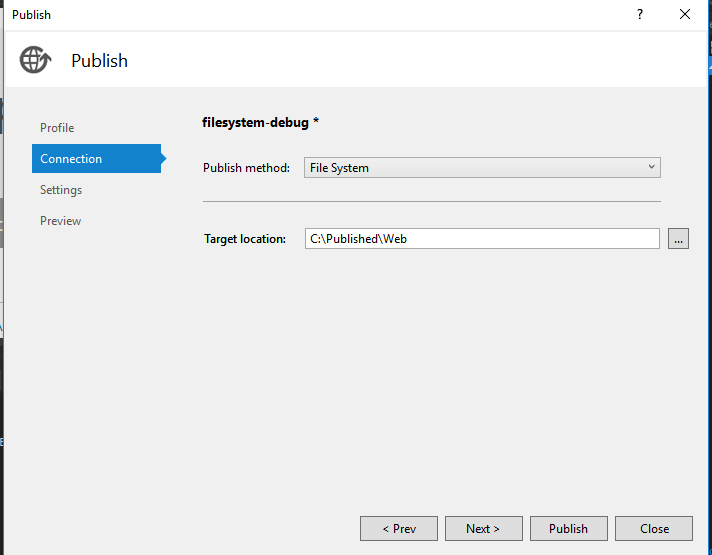 Publish
?
Publish
Profile
Connection
Settings
Preview
filesystem-debug *
Publish method: File System
Target location: C:\Published\Web ...
< Prev Next > Publish Close